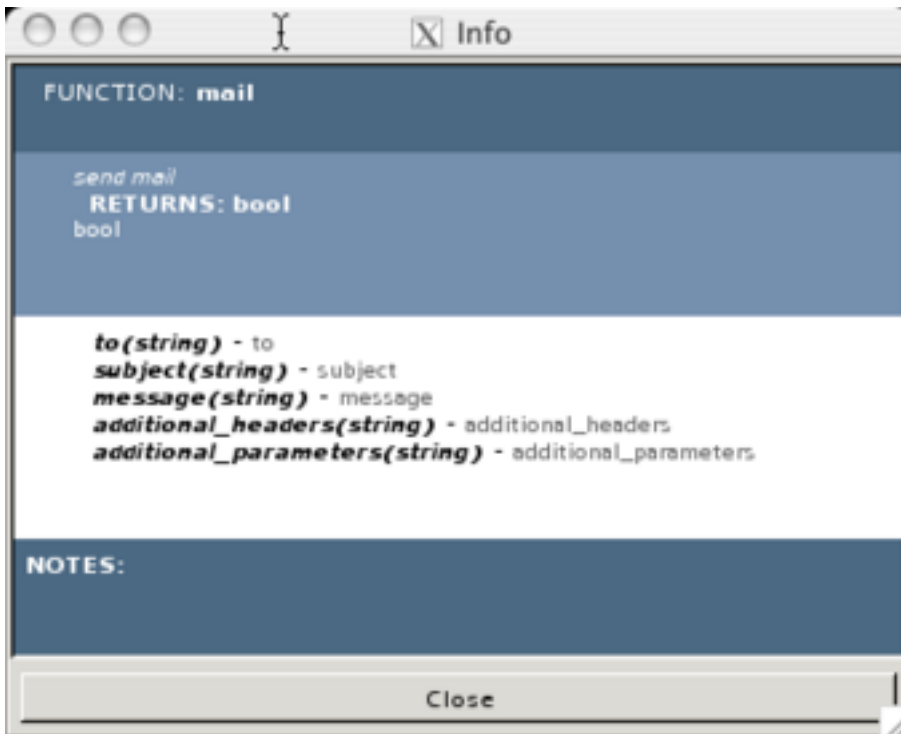 Info
FUNCTION: mail
send mail
RETURNS: bool
bool
to(string) - to
subject(string) - subject
message(string) - message
additional_headers(string) - additional_headers
additional_parameters(string) - additional_parameters
NOTES:
Close